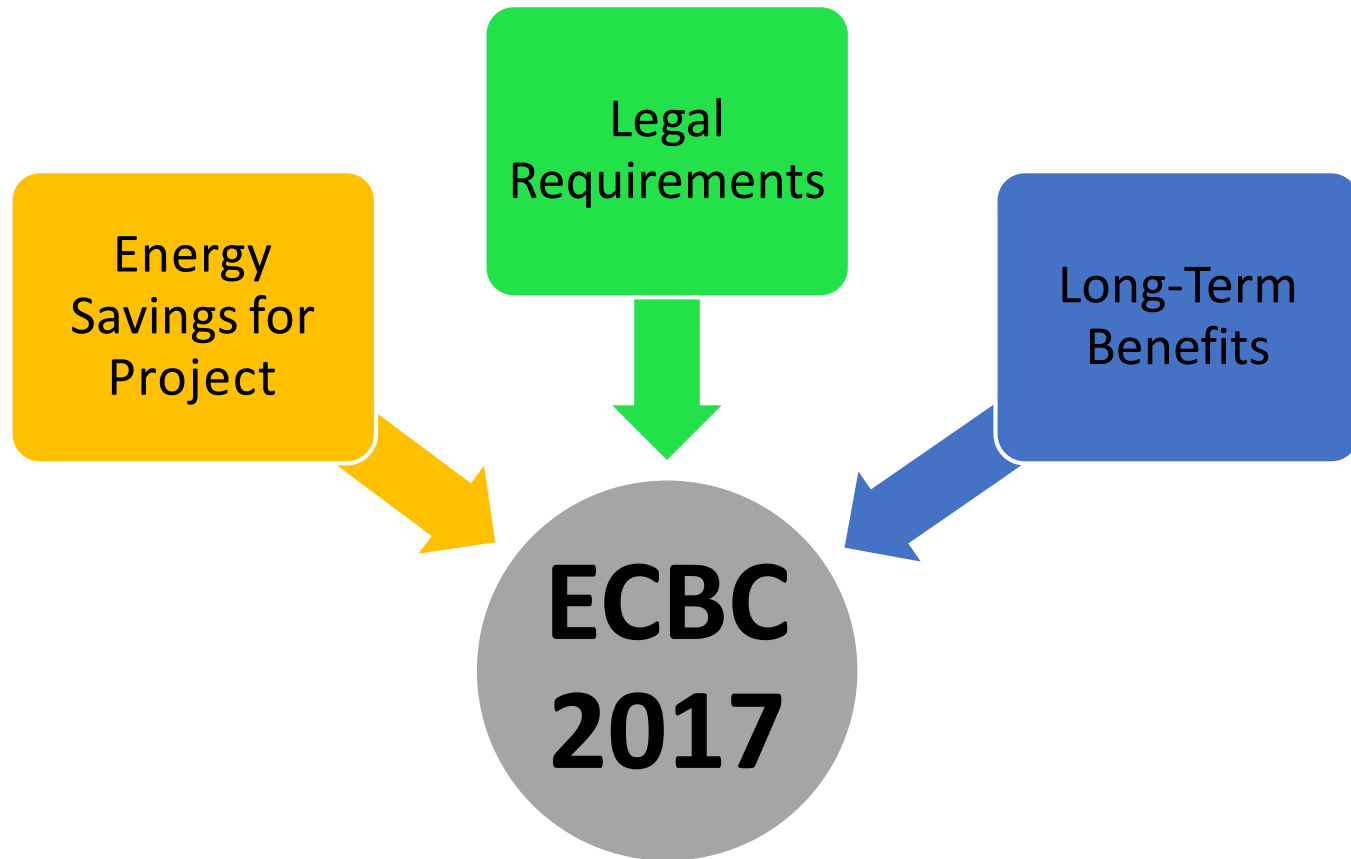 Energy
Savings for
Project
Legal
Requirements
Long-Term
Benefits
ECBC
2017